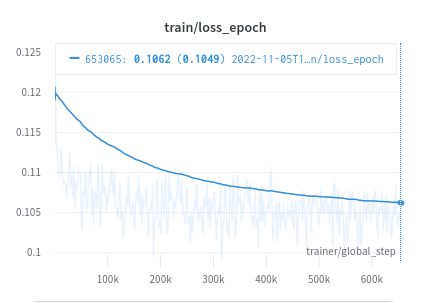 train/loss_epoch
0.125
653065: 0.1062 (0.1049) 2022-11-05T1…n/loss_epoch
0.12
0.115
0.11
0.105
0.1
trainer/global_step
100k 200k 300k 400k 500k 600k